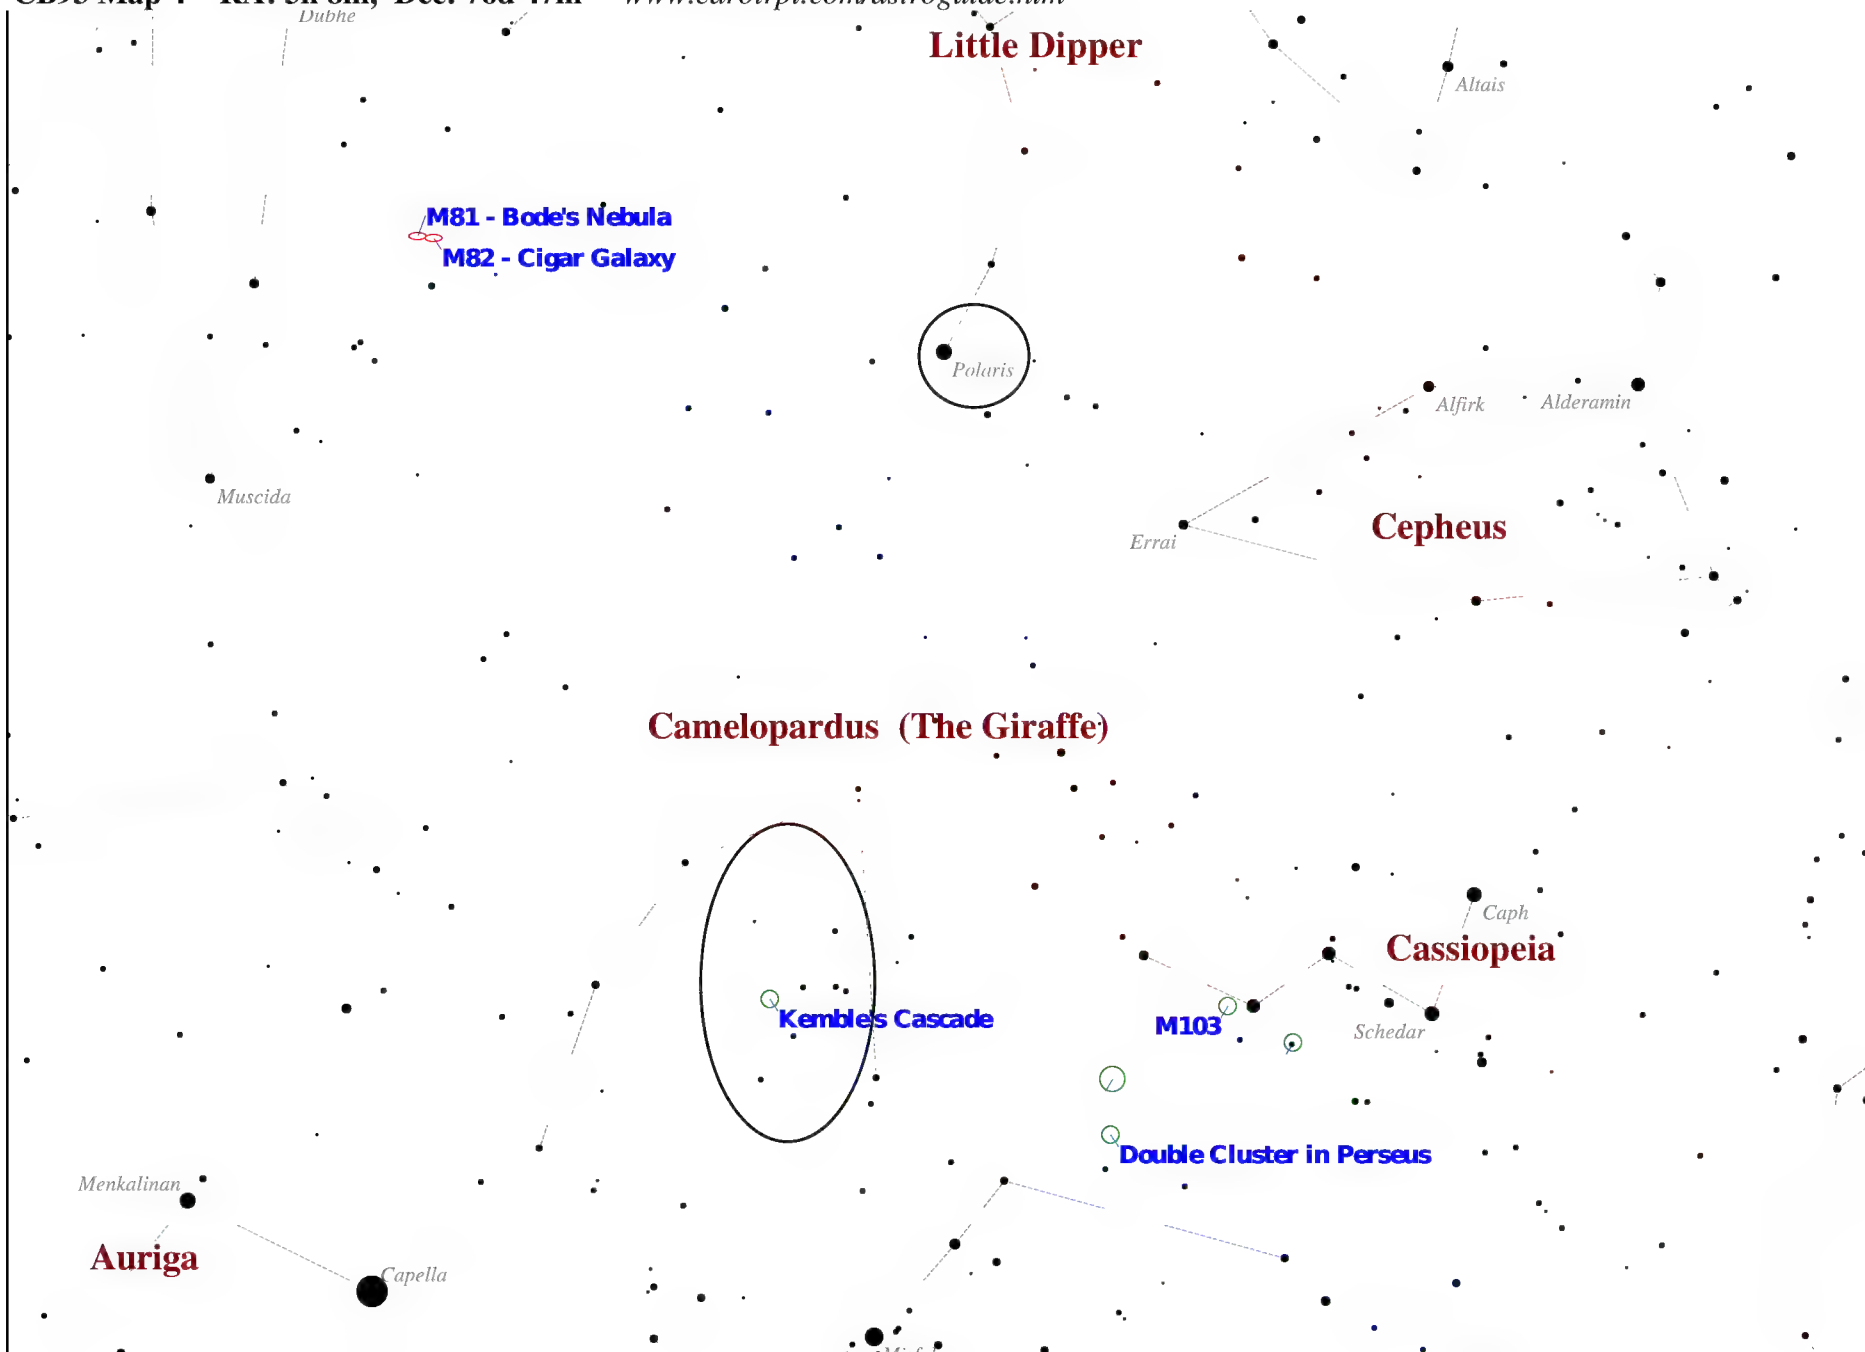 Dubhe
Little Dipper
Altais
M81 - Bode's Nebula
M82 - Cigar Galaxy
Polaris
Alfirk
Alderamin
Muscida
Errai
Cepheus
Camelopardus (The Giraffe)
Caph
Cassiopeia
Kemble's Cascade
M103
Schedar
Double Cluster in Perseus
Menkalinan
Auriga
Capella